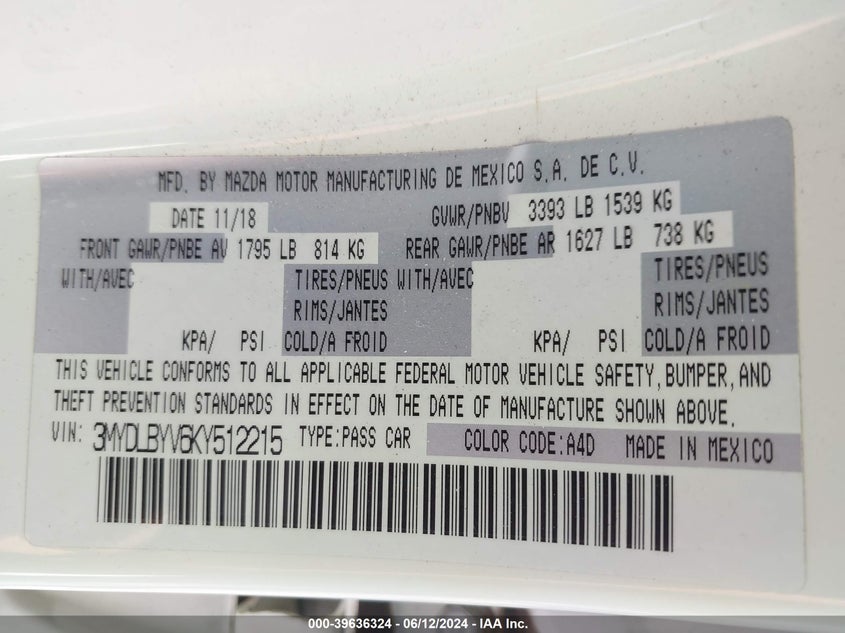 MFD. BY MAZDA MOTOR MANUFACTURING DE MEXICO S.A. DE C.V.
DATE 11/18 GVWR/PNBV 3393 LB 1539 KG
FRONT GAWR/PNBE AV 1795 LB 814 KG REAR GAWR/PNBE AR 1627 LB 738 KG
WITH/AVEC TIRES/PNEUS WITH/AVEC TIRES/PNEUS
RIMS/JANTES RIMS/JANTES
KPA/ PSI COLD/A FROID KPA/ PSI COLD/A FROID
THIS VEHICLE CONFORMS TO ALL APPLICABLE FEDERAL MOTOR VEHICLE SAFETY, BUMPER, AND
THEFT PREVENTION STANDARDS IN EFFECT ON THE DATE OF MANUFACTURE SHOWN ABOVE.
VIN: 3MYDLBYV6KY512215 TYPE:PASS CAR COLOR CODE:A4D MADE IN MEXICO
000-39636324 - 06/12/2024 - IAA, Inc.